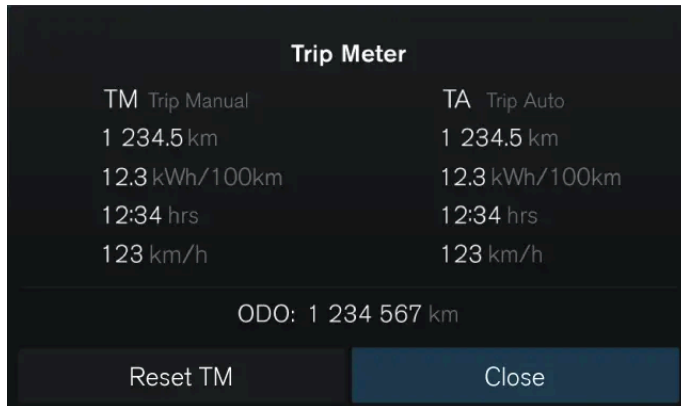 Trip Meter
TM Trip Manual
1 234.5 km
12.3 kWh/100km
12:34 hrs
123 km/h
TA Trip Auto
1 234.5 km
12.3 kWh/100km
12:34 hrs
123 km/h
ODO: 1 234 567 km
Reset TM
Close